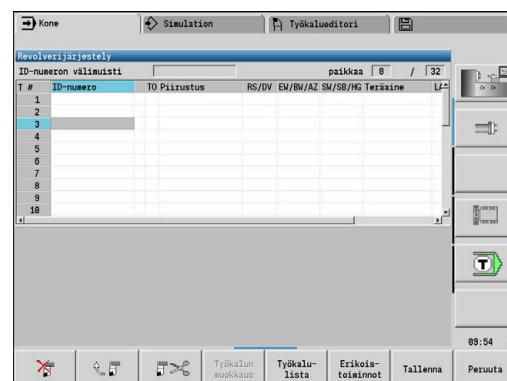 Kone Simulation Työkalueditori
Revolverijärjestely
ID-numeron välimuisti paikkaa 0 / 32
T # ID-numero TO Piirustus RS/DV EW/BW/AZ SW/SB/HG Teräaine
1
2
3
4
5
6
7
8
9
10
T
09:54
Työkalun muokkaus Työkalu-lista Erikois-toiminnot Tallenna Peruuta